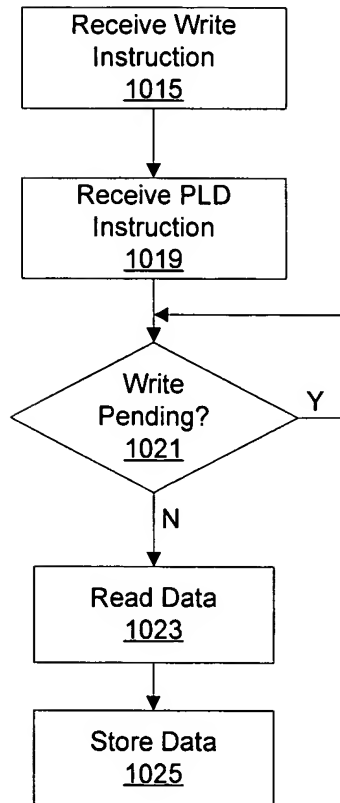 Receive Write
Instruction
1015
Receive PLD
Instruction
1019
Write
Pending?
1021
Y
N
Read Data
1023
Store Data
1025